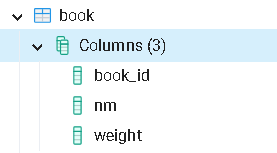 book
Columns (3)
book_id
nm
weight